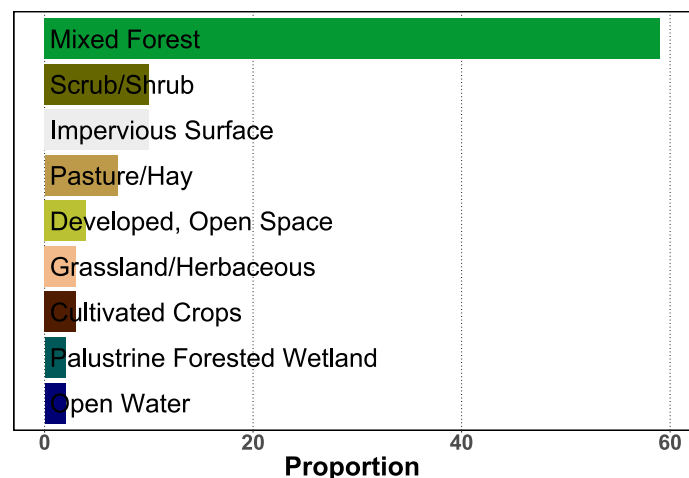 Mixed Forest
Scrub/Shrub
Impervious Surface
Pasture/Hay
Developed, Open Space
Grassland/Herbaceous
Cultivated Crops
Palustrine Forested Wetland
Open Water
0 20 40 60
Proportion